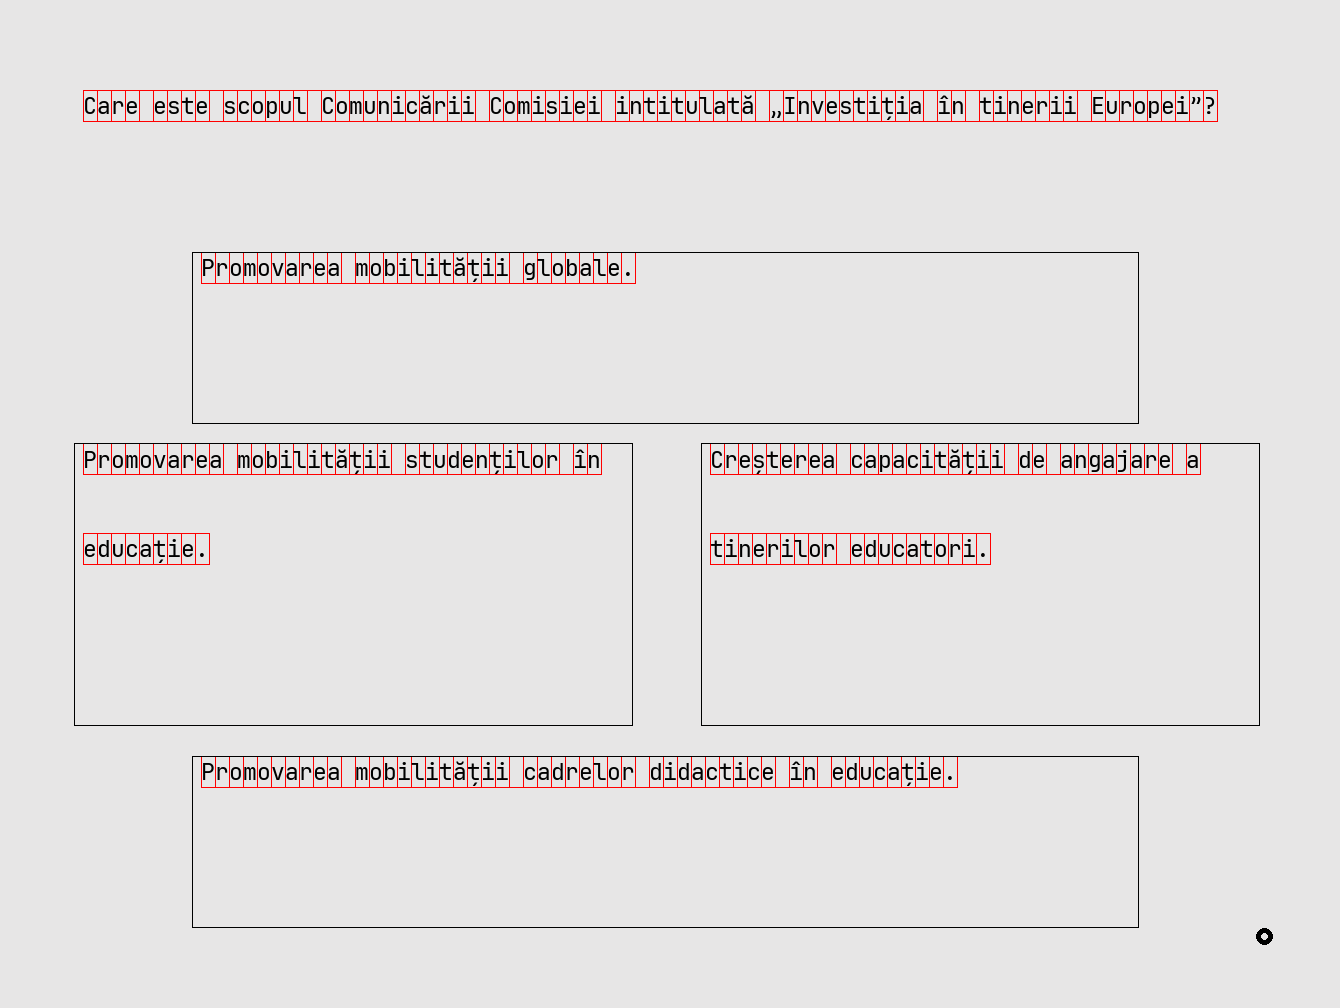 Care este scopul Comunicării Comisiei intitulată „Investiția în tinerii Europei”?
Promovarea mobilității globale.
Promovarea mobilității studenților în
educație.
Creșterea capacității de angajare a
tinerilor educatori.
Promovarea mobilității cadrelor didactice în educație.